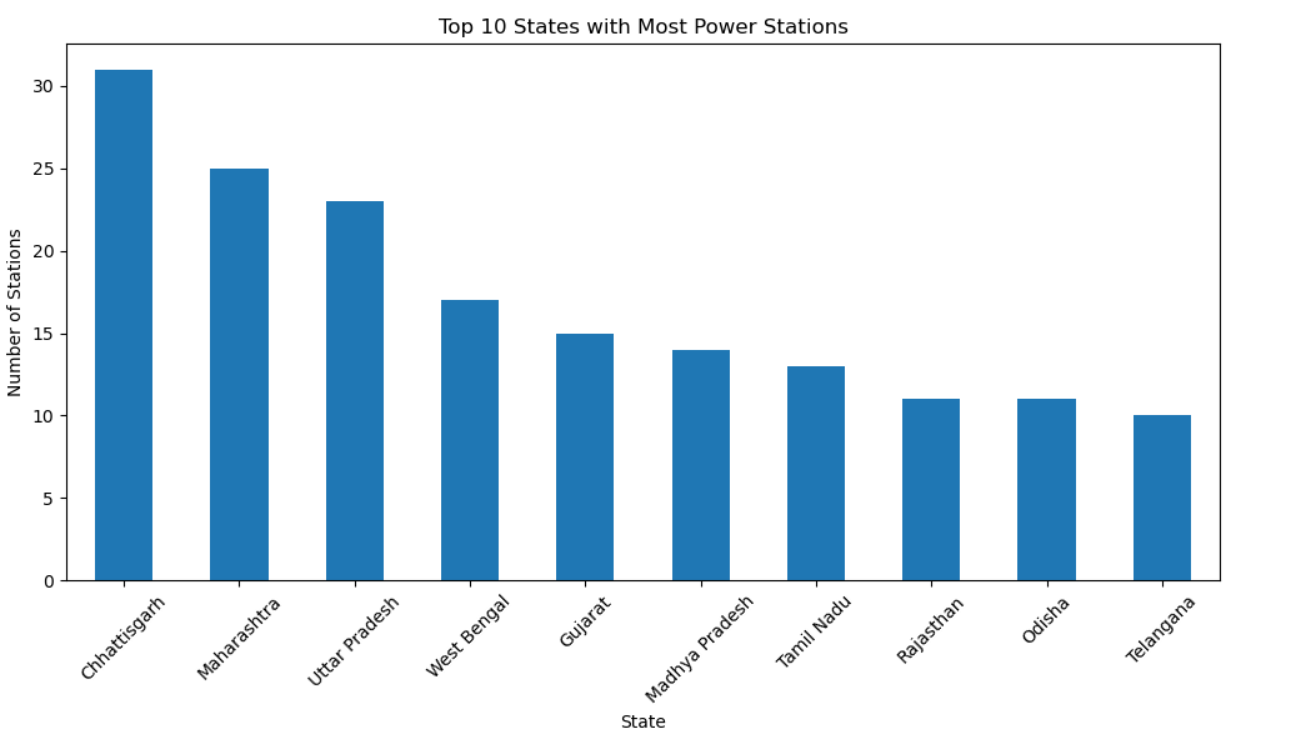 Top 10 States with Most Power Stations
Number of Stations
30
25
20
15
10
5
0
Chhattisgarh
Maharashtra
Uttar Pradesh
West Bengal
Gujarat
Madhya Pradesh
Tamil Nadu
Rajasthan
Odisha
Telangana
State